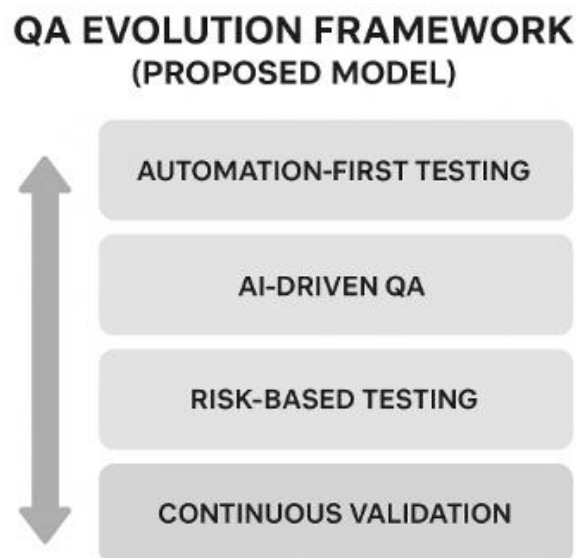 QA EVOLUTION FRAMEWORK
(PROPOSED MODEL)
AUTOMATION-FIRST TESTING
AI-DRIVEN QA
RISK-BASED TESTING
CONTINUOUS VALIDATION